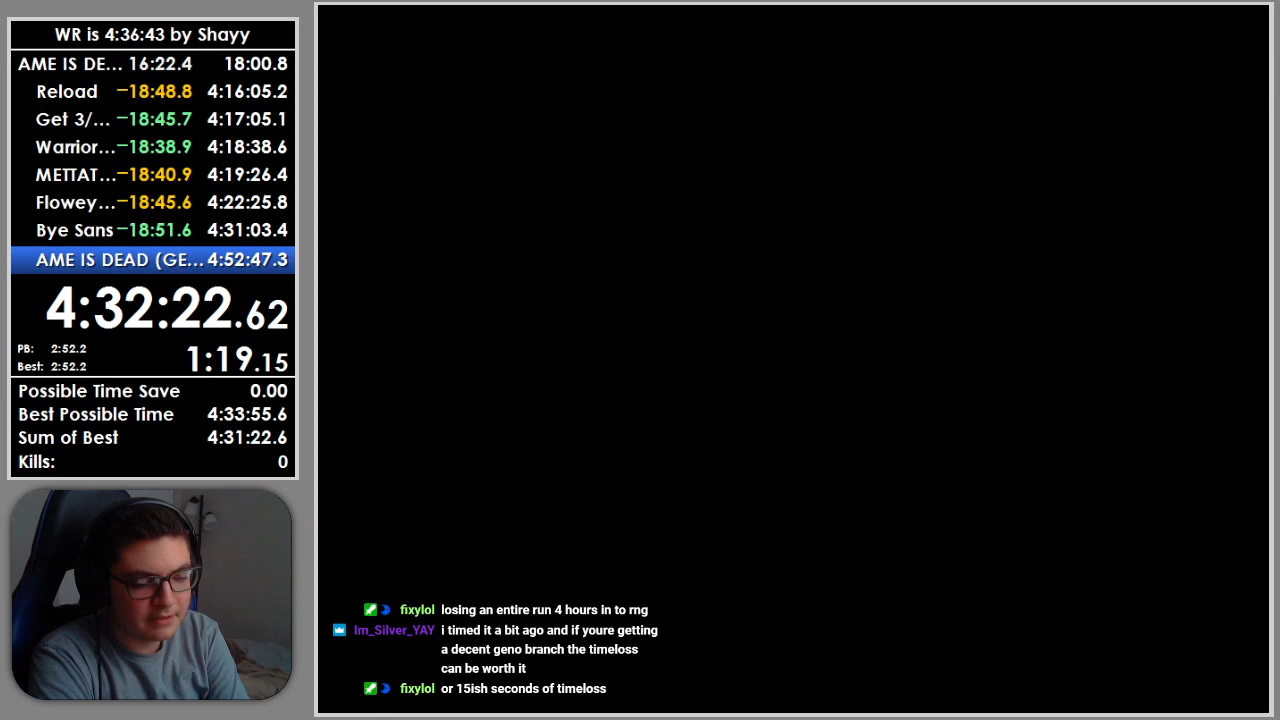 WR is 4:36:43 by Shayy
AME IS DE... 16:22.4 18:00.8
Reload −18:48.8 4:16:05.2
Get 3/... −18:45.7 4:17:05.1
Warrior... −18:38.9 4:18:38.6
METTAT... −18:40.9 4:19:26.4
Flowey... −18:45.6 4:22:25.8
Bye Sans −18:51.6 4:31:03.4
AME IS DEAD (GE... 4:52:47.3
4:32:22.62
PB: 2:52.2
Best: 2:52.2
1:19.15
Possible Time Save 0.00
Best Possible Time 4:33:55.6
Sum of Best 4:31:22.6
Kills: 0
fixylol losing an entire run 4 hours in to rng
Im_Silver_YAY i timed it a bit ago and if youre getting
a decent geno branch the timeloss
can be worth it
fixylol or 15ish seconds of timeloss